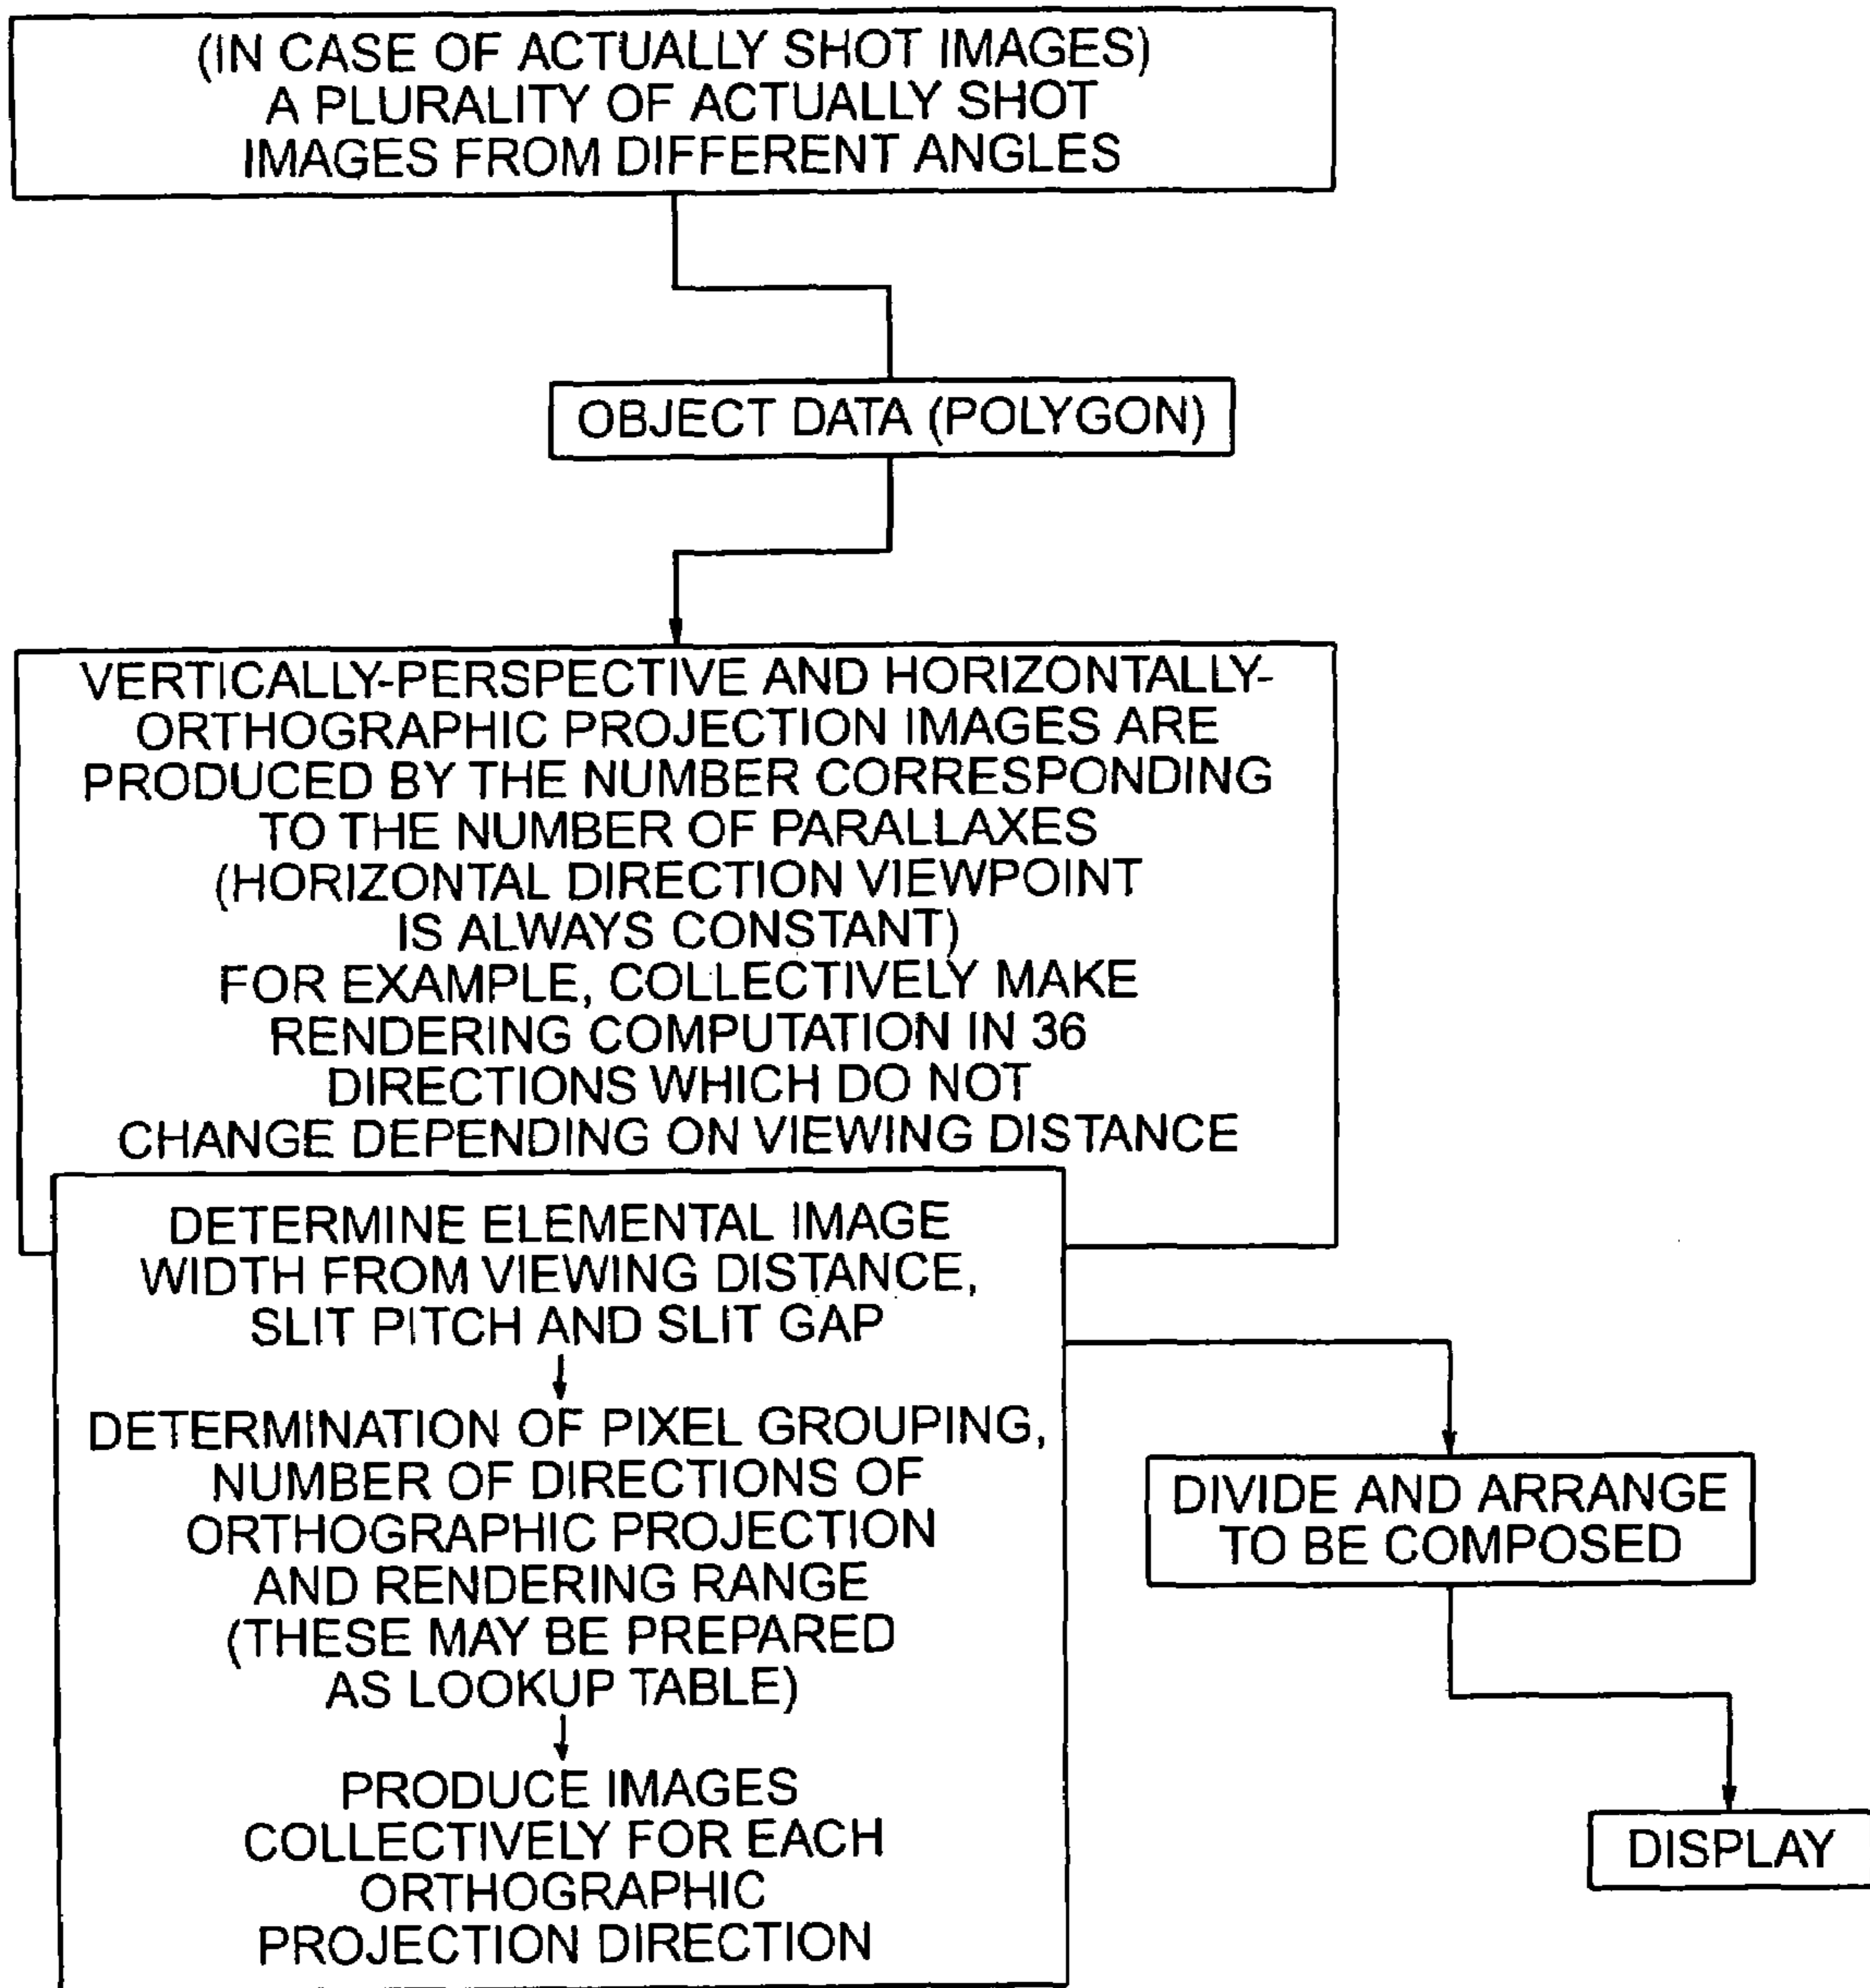 (IN CASE OF ACTUALLY SHOT IMAGES)
A PLURALITY OF ACTUALLY SHOT
IMAGES FROM DIFFERENT ANGLES
OBJECT DATA (POLYGON)
VERTICALLY-PERSPECTIVE AND HORIZONTALLY-
ORTHOGRAPHIC PROJECTION IMAGES ARE
PRODUCED BY THE NUMBER CORRESPONDING
TO THE NUMBER OF PARALLAXES
(HORIZONTAL DIRECTION VIEWPOINT
IS ALWAYS CONSTANT)
FOR EXAMPLE, COLLECTIVELY MAKE
RENDERING COMPUTATION IN 36
DIRECTIONS WHICH DO NOT
CHANGE DEPENDING ON VIEWING DISTANCE
DETERMINE ELEMENTAL IMAGE
WIDTH FROM VIEWING DISTANCE,
SLIT PITCH AND SLIT GAP
DETERMINATION OF PIXEL GROUPING,
NUMBER OF DIRECTIONS OF
ORTHOGRAPHIC PROJECTION
AND RENDERING RANGE
(THESE MAY BE PREPARED
AS LOOKUP TABLE)
PRODUCE IMAGES
COLLECTIVELY FOR EACH
ORTHOGRAPHIC
PROJECTION DIRECTION
DIVIDE AND ARRANGE
TO BE COMPOSED
DISPLAY